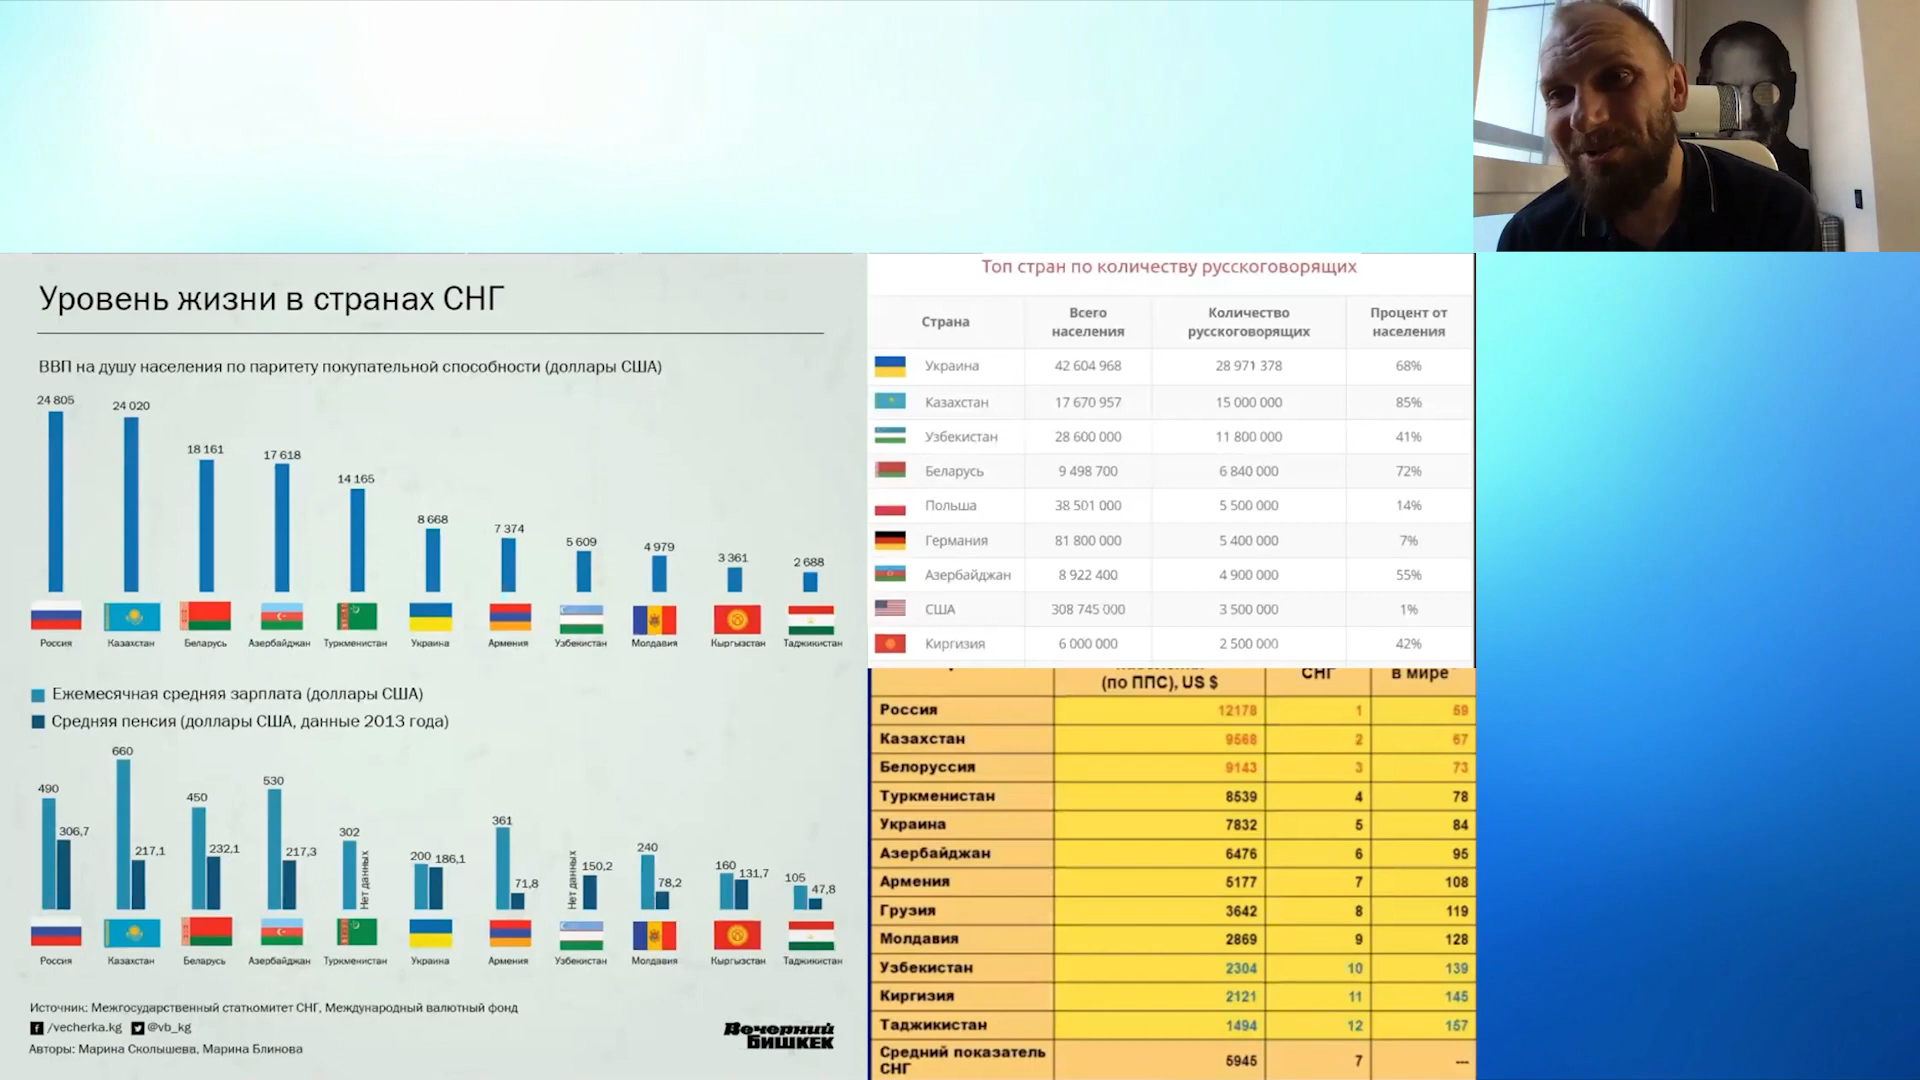 Уровень жизни в странах СНГ
ВВП на душу населения по паритету покупательной способности (доллары США)
24 805
24 020
18 161
17 618
14 165
8 668
7 374
5 609
4 979
3 361
2 688
Россия Казахстан Беларусь Азербайджан Туркменистан Украина Армения Узбекистан Молдавия Кыргызстан Таджикистан
Ежемесячная средняя зарплата (доллары США)
Средняя пенсия (доллары США, данные 2013 года)
490 306,7
660 217,1
450 232,1
530 217,3
302 Нет данных
200 186,1
361 71,8
Нет данных 150,2
240 78,2
160 131,7
105 47,8
Россия Казахстан Беларусь Азербайджан Туркменистан Украина Армения Узбекистан Молдавия Кыргызстан Таджикистан
Источник: Межгосударственный статкомитет СНГ, Международный валютный фонд
/vecherka.kg @vb_kg
Авторы: Марина Сколышева, Марина Блинова
Вечерний
БИШКЕК
Топ стран по количеству русскоговорящих
Страна Всего населения Количество русскоговорящих Процент от населения
Украина 42 604 968 28 971 378 68%
Казахстан 17 670 957 15 000 000 85%
Узбекистан 28 600 000 11 800 000 41%
Беларусь 9 498 700 6 840 000 72%
Польша 38 501 000 5 500 000 14%
Германия 81 800 000 5 400 000 7%
Азербайджан 8 922 400 4 900 000 55%
США 308 745 000 3 500 000 1%
Киргизия 6 000 000 2 500 000 42%
(по ППС), US $ СНГ в мире
Россия 12178 1 59
Казахстан 9568 2 67
Белоруссия 9143 3 73
Туркменистан 8539 4 78
Украина 7832 5 84
Азербайджан 6476 6 95
Армения 5177 7 108
Грузия 3642 8 119
Молдавия 2869 9 128
Узбекистан 2304 10 139
Киргизия 2121 11 145
Таджикистан 1494 12 157
Средний показатель СНГ 5945 7 ---